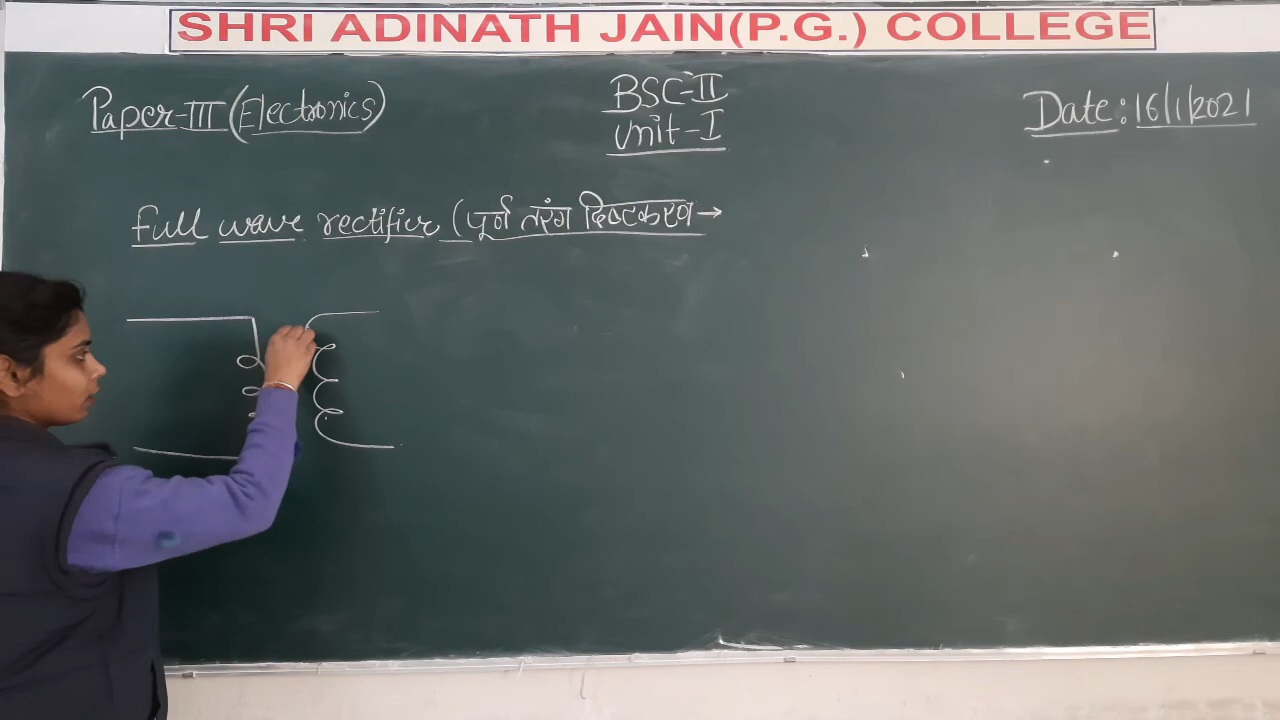 SHRI ADINATH JAIN(P.G.) COLLEGE
Paper-III (Electronics)
BSC-II
Unit-I
Date: 16/1/2021
Full wave rectifier (पूर्ण तरंग दिष्टकरण →